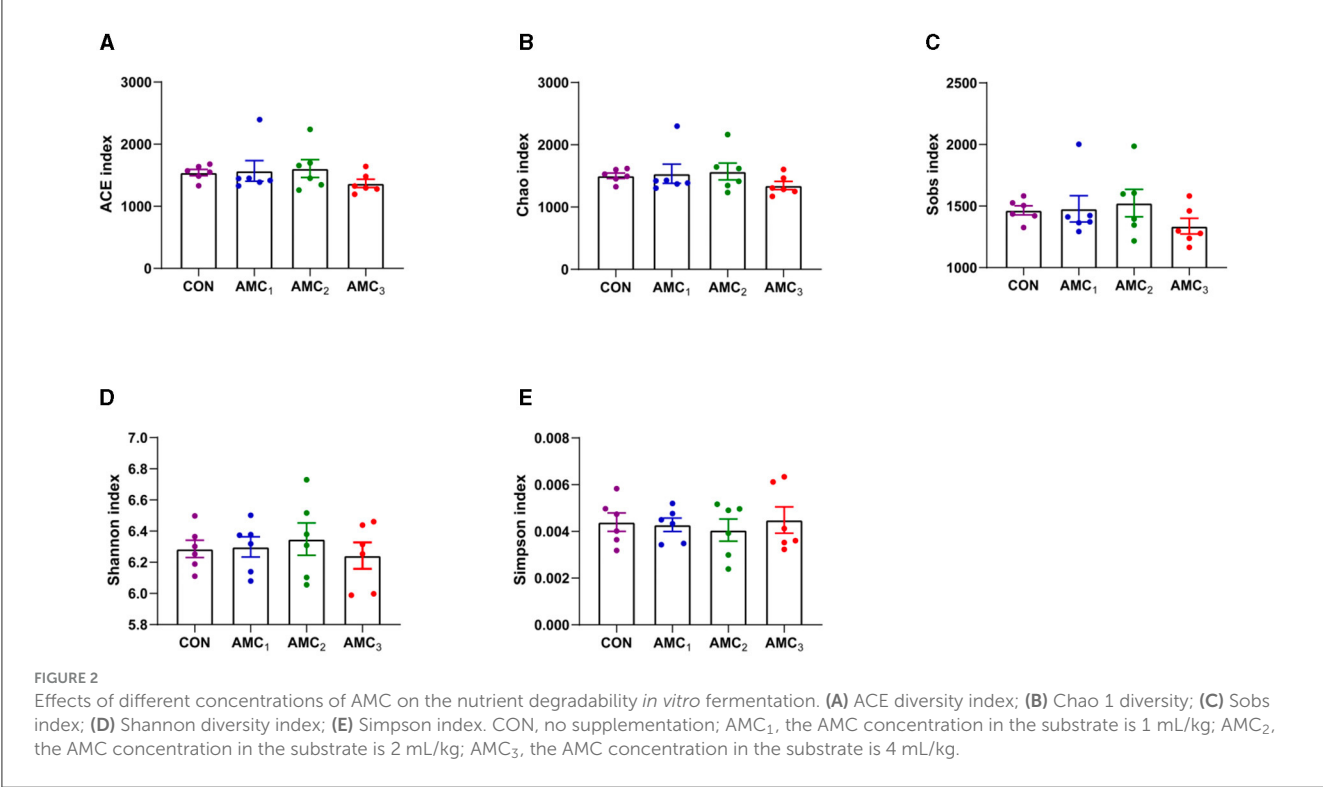 A
B
C
3000
2000
1000
0
ACE index
CON AMC₁ AMC₂ AMC₃
3000
2000
1000
0
Chao index
CON AMC₁ AMC₂ AMC₃
2500
2000
1500
1000
Sobs index
CON AMC₁ AMC₂ AMC₃
D
E
7.0
6.8
6.6
6.4
6.2
6.0
5.8
Shannon index
CON AMC₁ AMC₂ AMC₃
0.008
0.006
0.004
0.002
0.000
Simpson index
CON AMC₁ AMC₂ AMC₃
FIGURE 2
Effects of different concentrations of AMC on the nutrient degradability in vitro fermentation. (A) ACE diversity index; (B) Chao 1 diversity; (C) Sobs
index; (D) Shannon diversity index; (E) Simpson index. CON, no supplementation; AMC₁, the AMC concentration in the substrate is 1 mL/kg; AMC₂,
the AMC concentration in the substrate is 2 mL/kg; AMC₃, the AMC concentration in the substrate is 4 mL/kg.